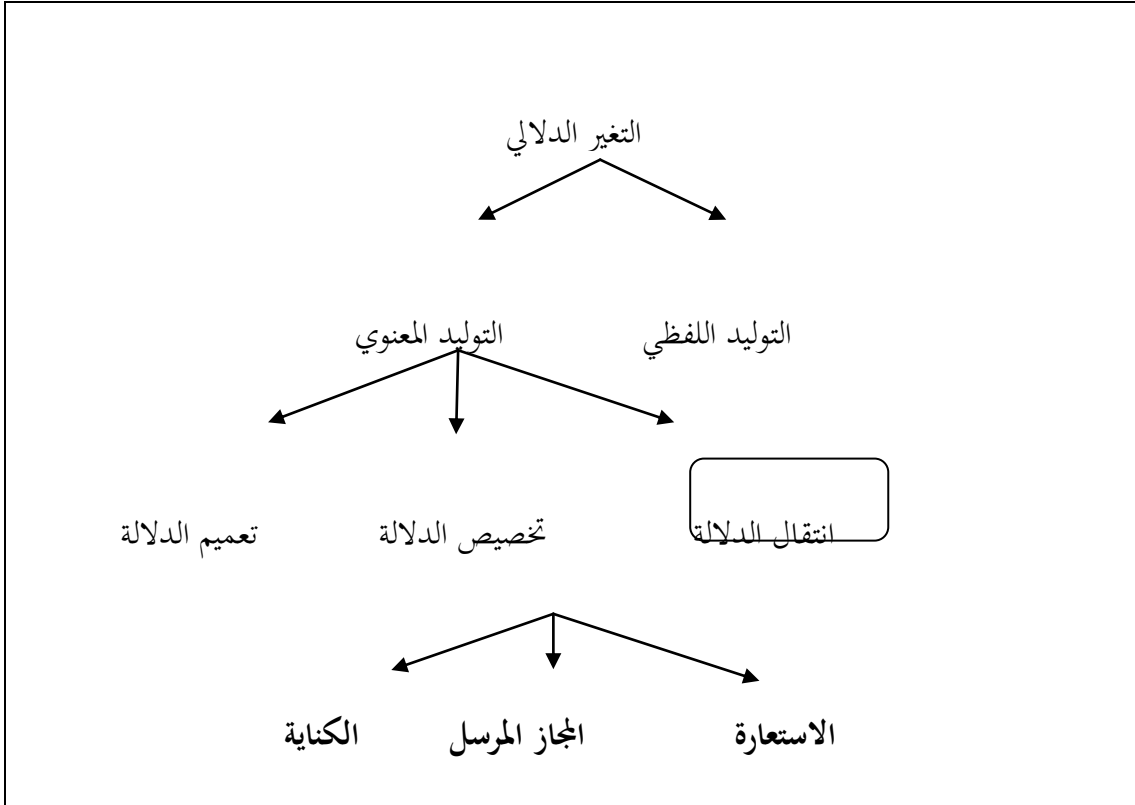 التغير الدلالي
التوليد اللفظي التوليد المعنوي
انتقال الدلالة تخصيص الدلالة تعميم الدلالة
الاستعارة المجاز المرسل الكناية